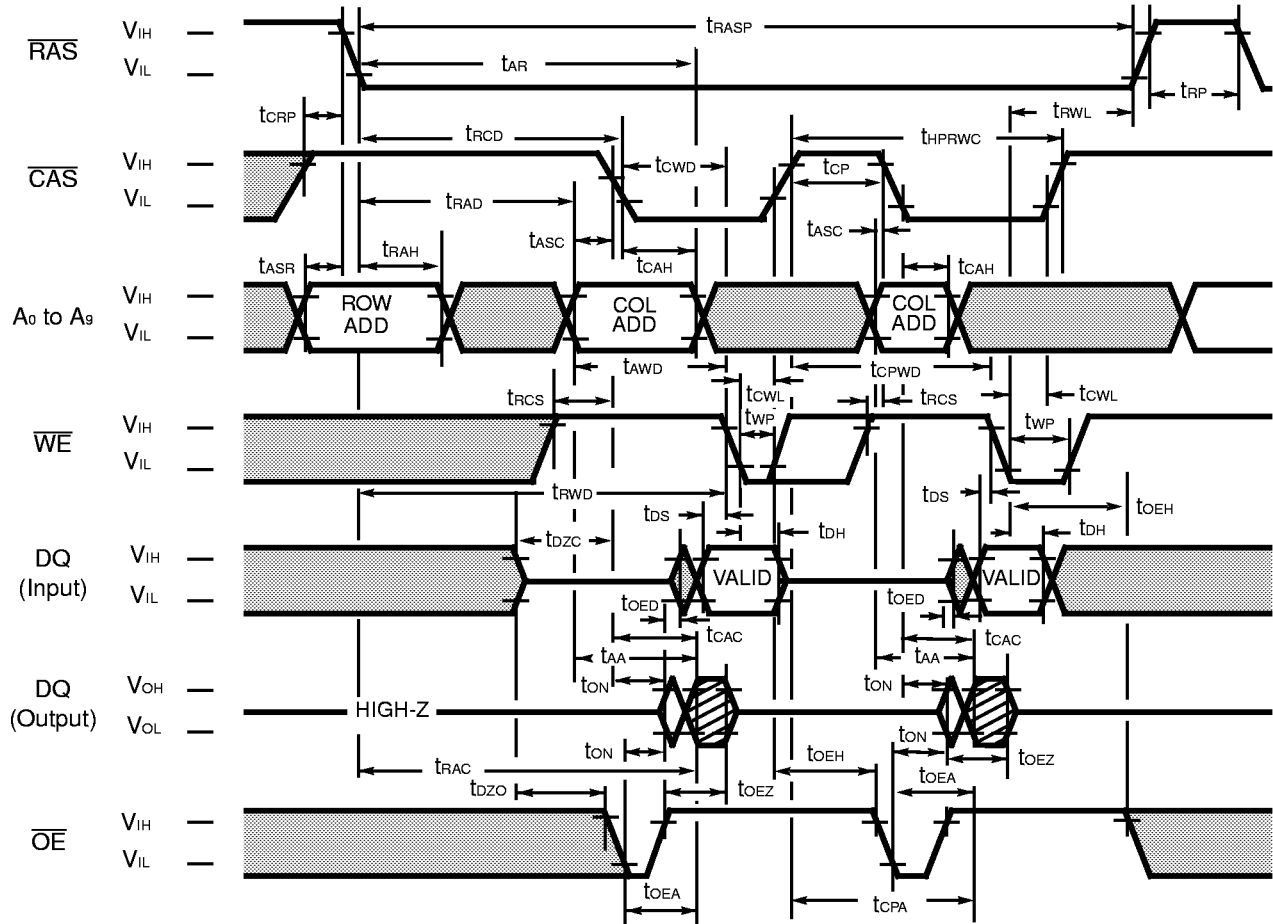 RAS VIH tRASP
VIL tAR
tCRP tRCD tRWL tRP
CAS VIH tCWD tCP tHPRWC
VIL tRAD
tASC tASC
tASR tRAH tCAH tCAH
A0 to A9 VIH ROW ADD COL ADD COL ADD
VIL
tAWD tCPWD
tRCS tCWL tRCS tCWL
WE VIH tWP tWP
VIL
tRWD tDS tDS tOEH
tDZC tDH tDH
DQ (Input) VIH VALID VALID
VIL
tOED tOED
tCAC tCAC
tAA tAA
tON tON
DQ (Output) VOH HIGH-Z
VOL
tON tON
tRAC tOEH tOEZ
tDZO tOEZ tOEA
OE VIH
VIL
tOEA tCPA